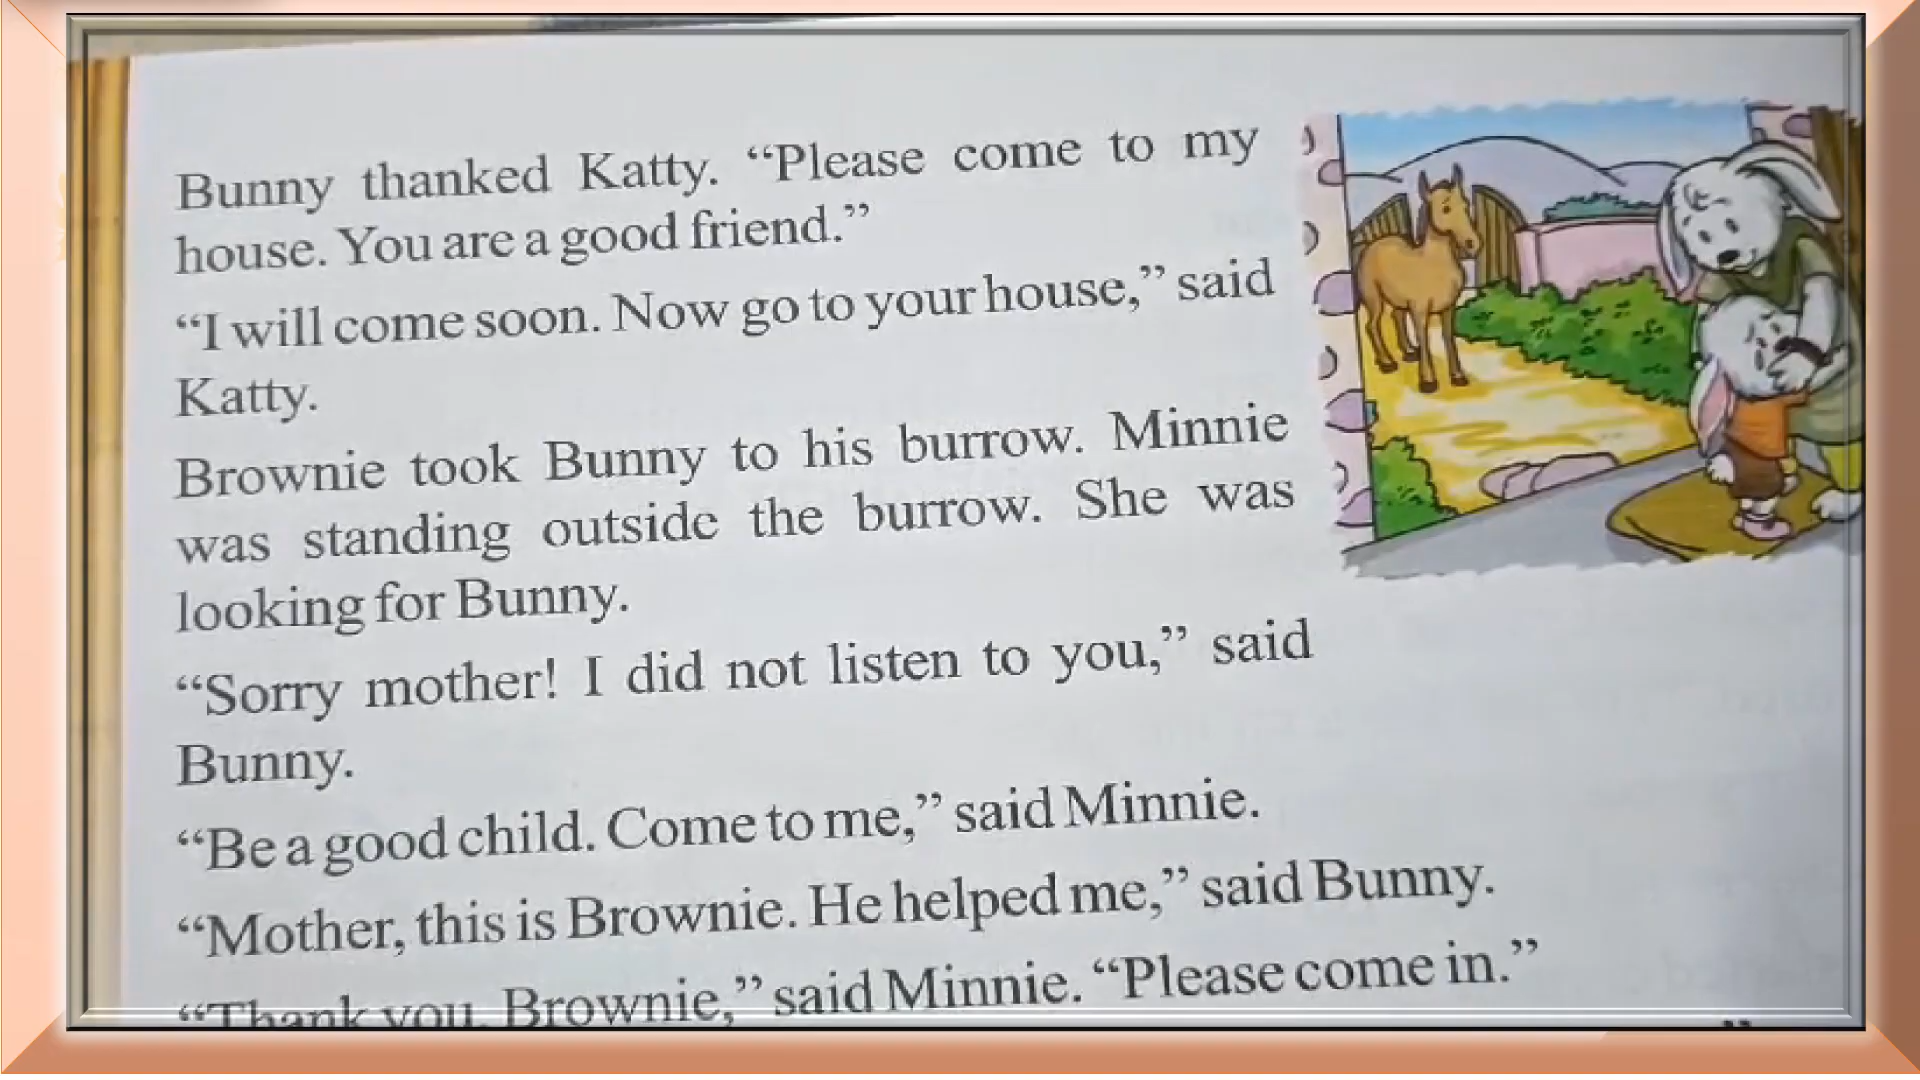 Bunny thanked Katty. “Please come to my
house. You are a good friend.”
“I will come soon. Now go to your house,” said
Katty.
Brownie took Bunny to his burrow. Minnie
was standing outside the burrow. She was
looking for Bunny.
“Sorry mother! I did not listen to you,” said
Bunny.
“Be a good child. Come to me,” said Minnie.
“Mother, this is Brownie. He helped me,” said Bunny.
“Thank you, Brownie,” said Minnie. “Please come in.”